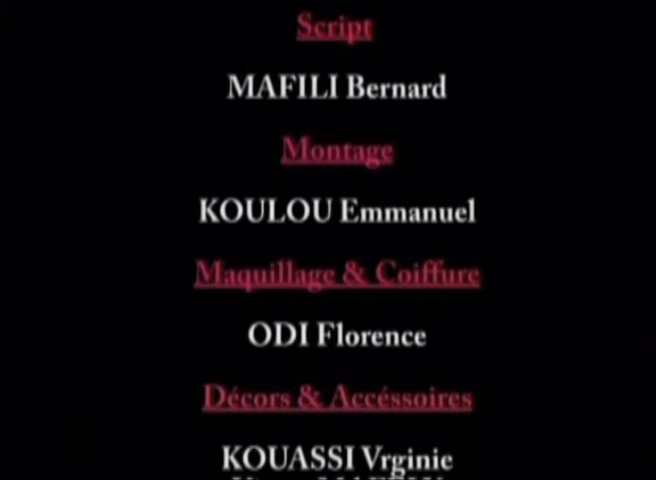 Script
MAFILI Bernard
Montage
KOULOU Emmanuel
Maquillage & Coiffure
ODI Florence
Décors & Accéssoires
KOUASSI Vrginie